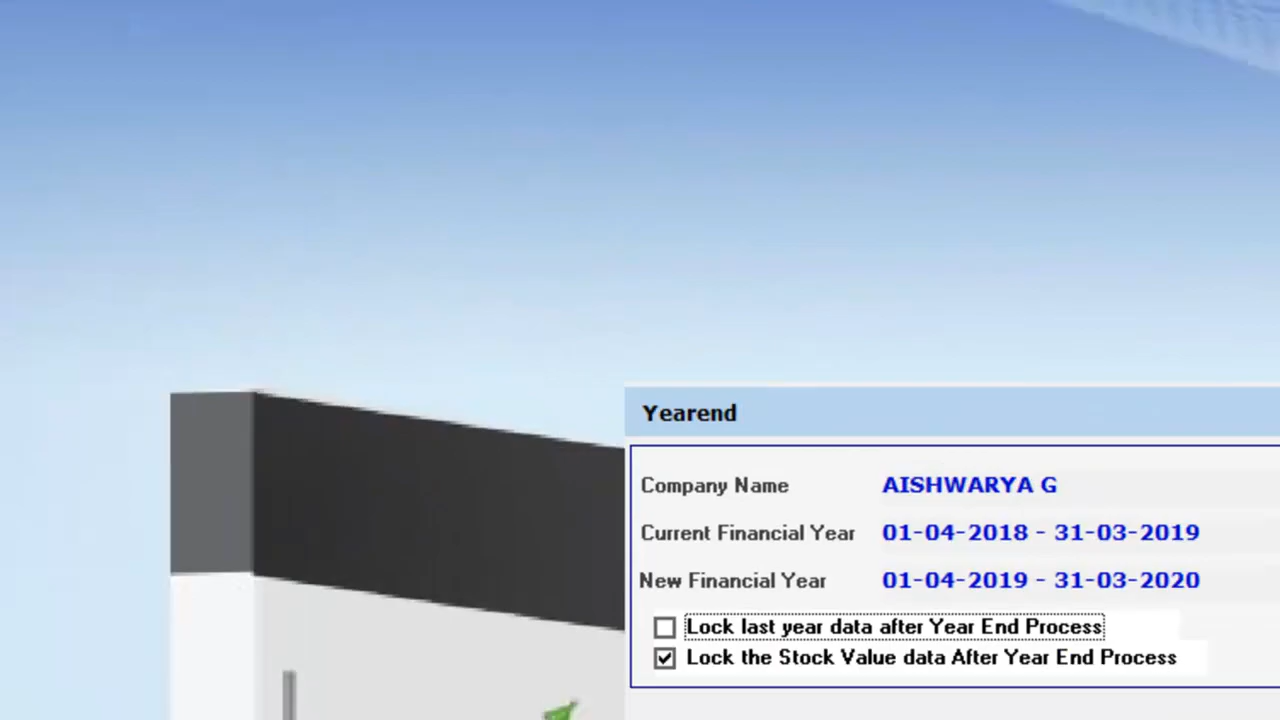 Yearend
Company Name AISHWARYA G
Current Financial Year 01-04-2018 - 31-03-2019
New Financial Year 01-04-2019 - 31-03-2020
Lock last year data after Year End Process
Lock the Stock Value data After Year End Process